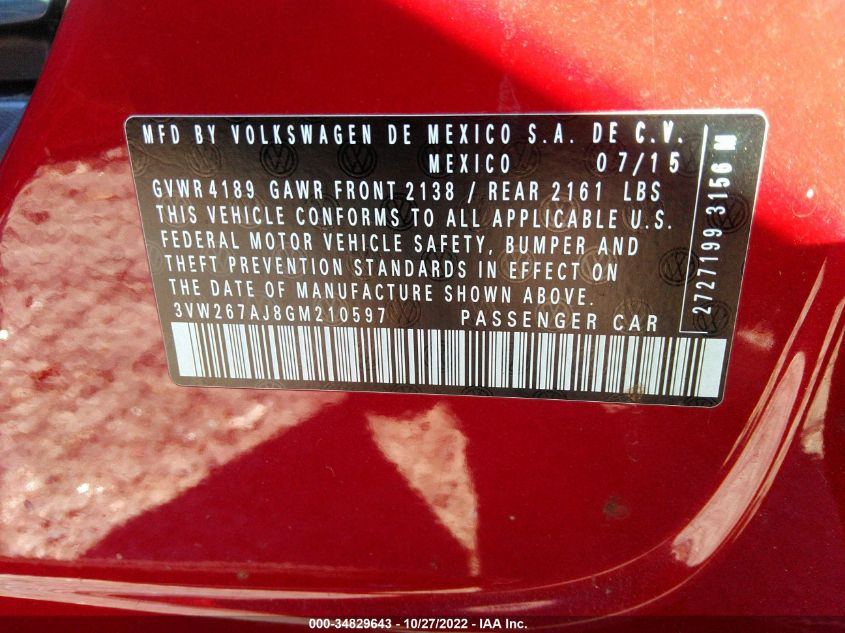 MFD BY VOLKSWAGEN DE MEXICO S.A. DE C.V.
MEXICO 07/15
GVWR 4189 GAWR FRONT 2138 / REAR 2161 LBS
THIS VEHICLE CONFORMS TO ALL APPLICABLE U.S.
FEDERAL MOTOR VEHICLE SAFETY, BUMPER AND
THEFT PREVENTION STANDARDS IN EFFECT ON
THE DATE OF MANUFACTURE SHOWN ABOVE.
3VW267AJ8GM210597 PASSENGER CAR
2727199 3156 M
000-34829643 - 10/27/2022 - IAA Inc.